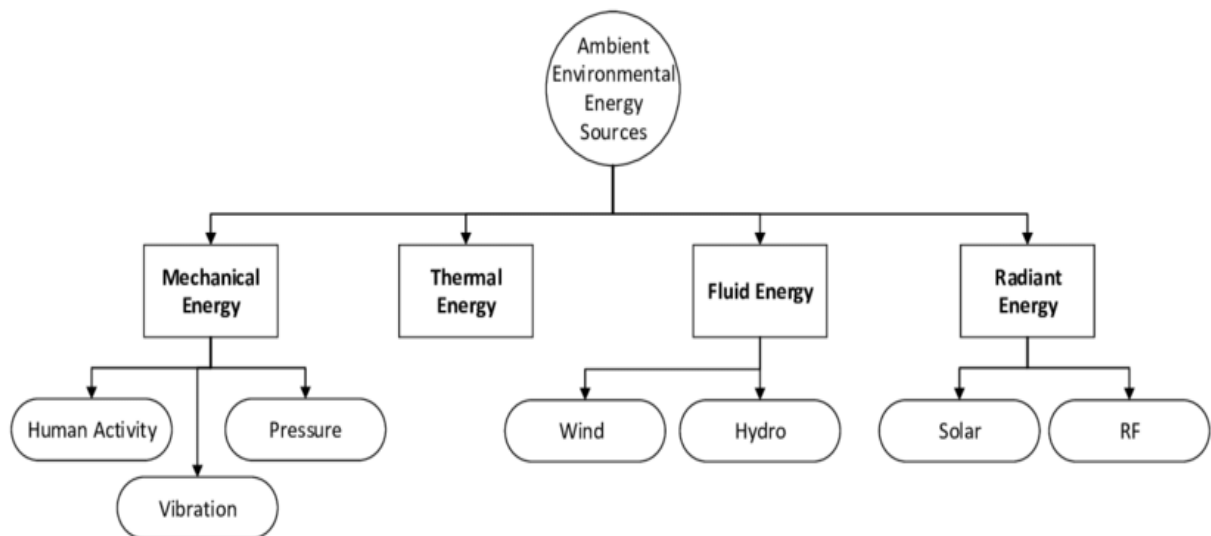 Ambient
Environmental
Energy
Sources
Mechanical
Energy
Thermal
Energy
Fluid Energy
Radiant
Energy
Human Activity
Pressure
Vibration
Wind
Hydro
Solar
RF